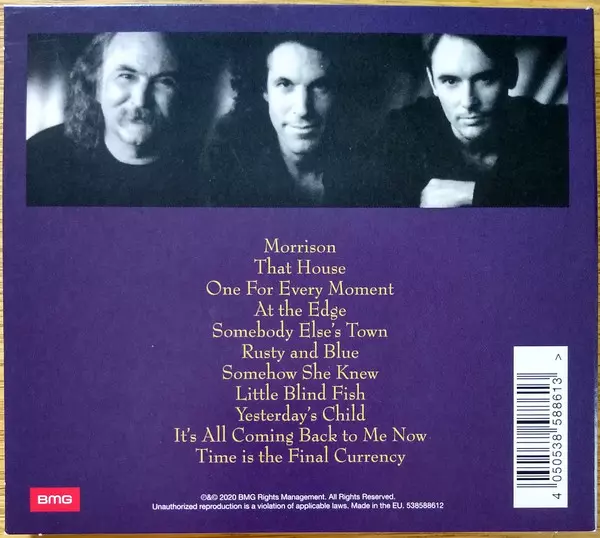 Morrison
That House
One For Every Moment
At the Edge
Somebody Else's Town
Rusty and Blue
Somehow She Knew
Little Blind Fish
Yesterday's Child
It's All Coming Back to Me Now
Time is the Final Currency
4 050538 588613 >
BMG
℗&© 2020 BMG Rights Management. All Rights Reserved.
Unauthorized reproduction is a violation of applicable laws. Made in the EU. 538588612